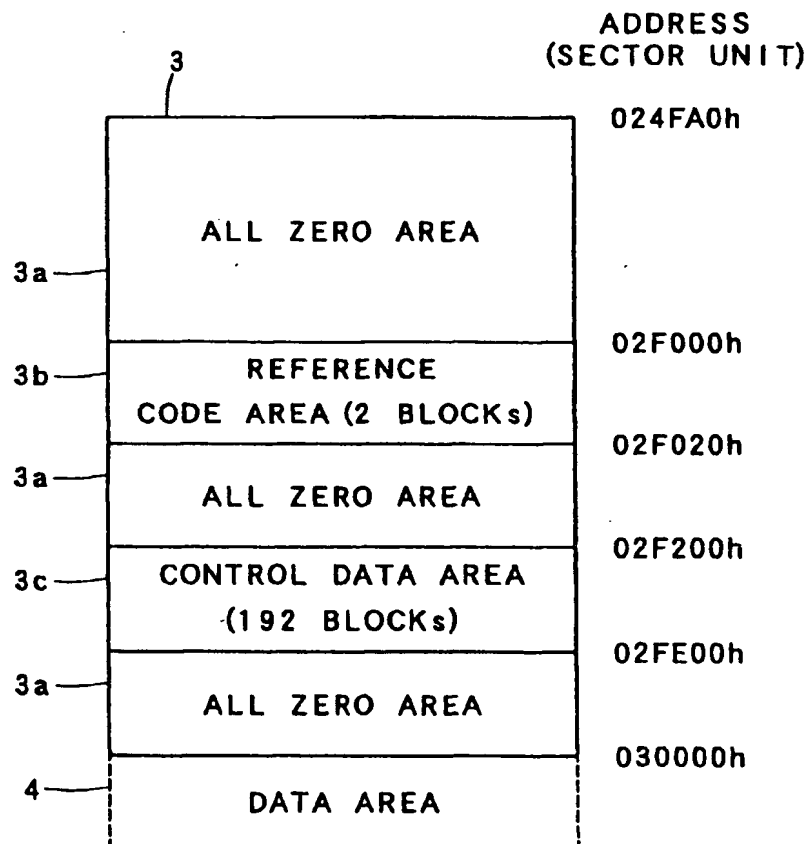 ADDRESS
(SECTOR UNIT)
3
024FA0h
ALL ZERO AREA
3a
02F000h
3b
REFERENCE
CODE AREA (2 BLOCKs)
02F020h
3a
ALL ZERO AREA
02F200h
3c
CONTROL DATA AREA
(192 BLOCKs)
02FE00h
3a
ALL ZERO AREA
030000h
4
DATA AREA